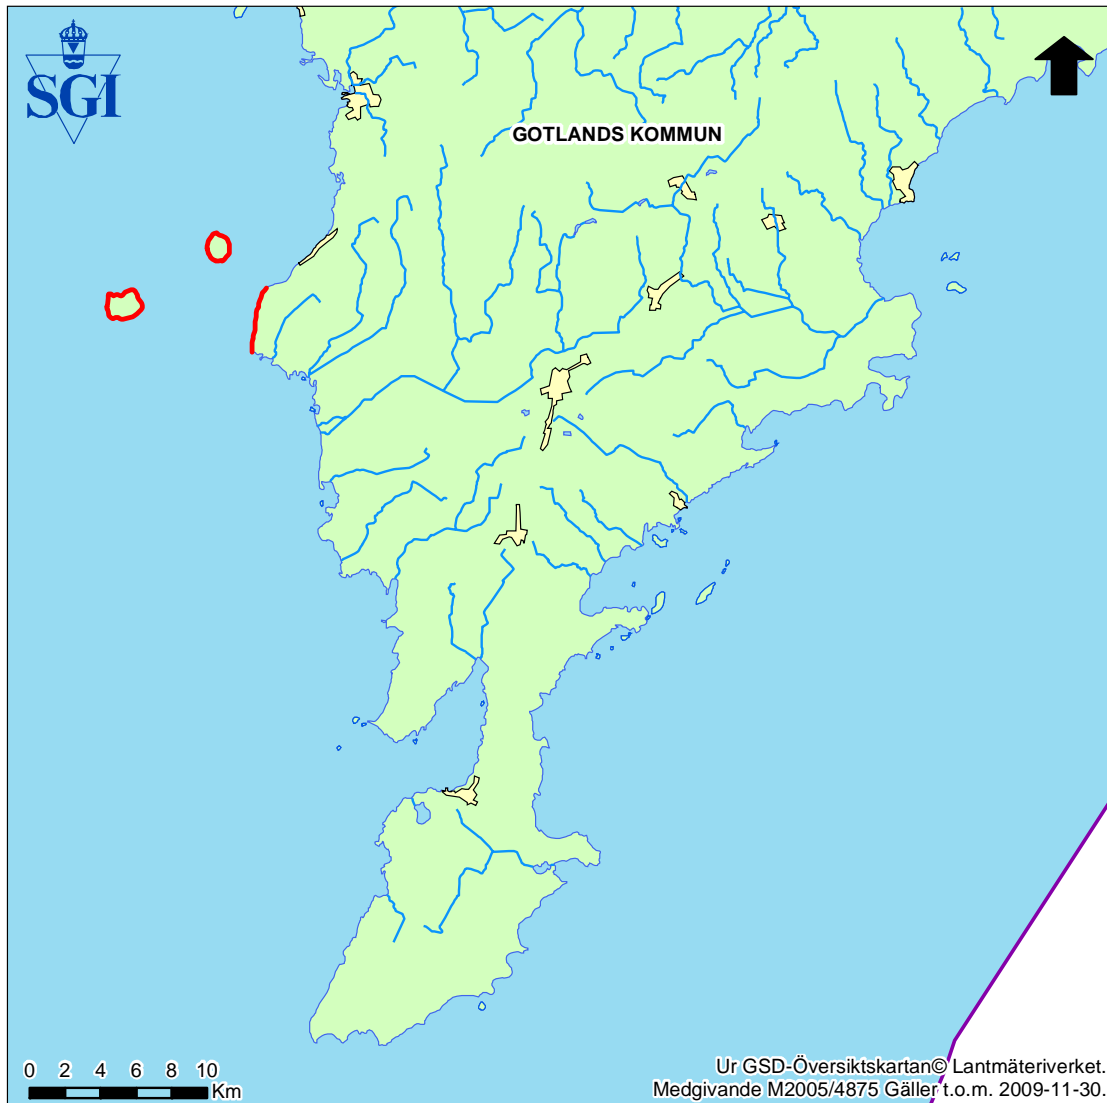 SGI
GOTLANDS KOMMUN
0 2 4 6 8 10
Km
Ur GSD-Översiktskartan© Lantmäteriverket.
Medgivande M2005/4875 Gäller t.o.m. 2009-11-30.